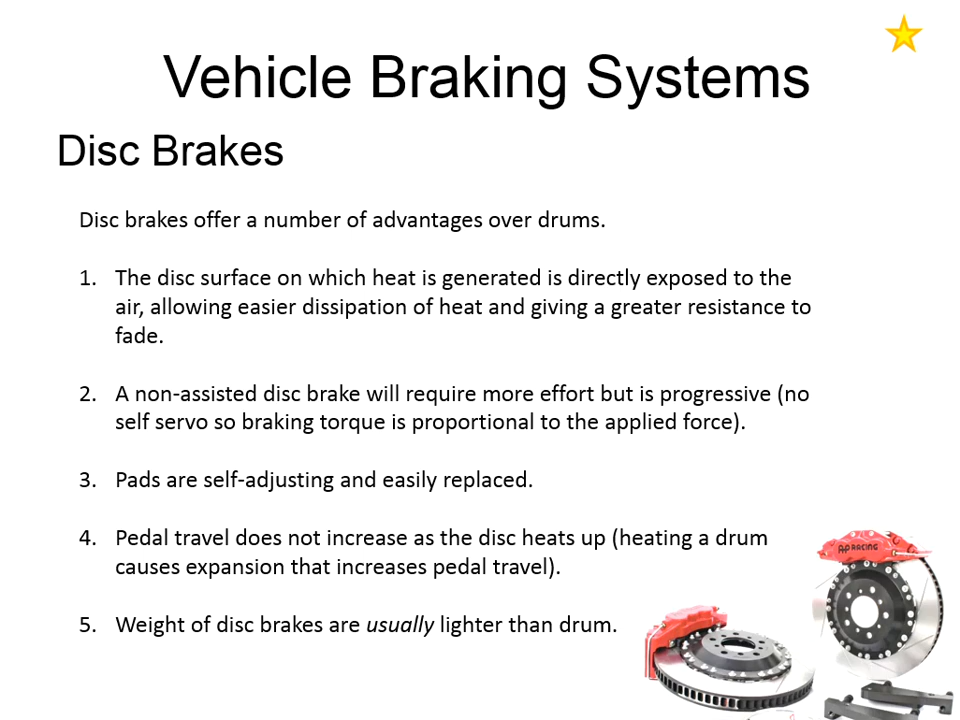 Vehicle Braking Systems
Disc Brakes
Disc brakes offer a number of advantages over drums.
1. The disc surface on which heat is generated is directly exposed to the
air, allowing easier dissipation of heat and giving a greater resistance to
fade.
2. A non-assisted disc brake will require more effort but is progressive (no
self servo so braking torque is proportional to the applied force).
3. Pads are self-adjusting and easily replaced.
4. Pedal travel does not increase as the disc heats up (heating a drum
causes expansion that increases pedal travel).
5. Weight of disc brakes are usually lighter than drum.
AP RACING